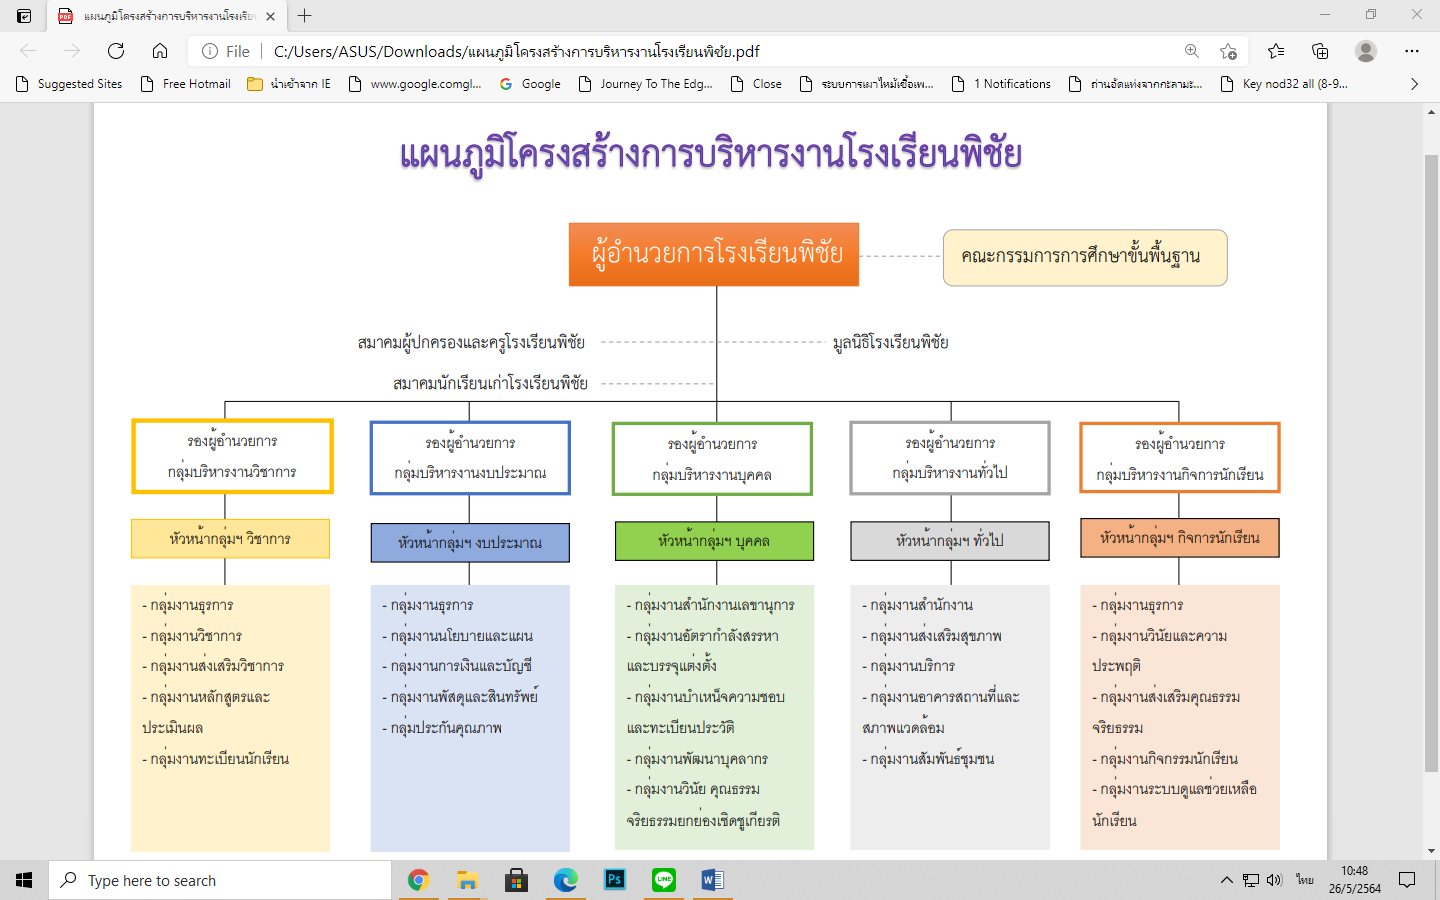 แผนภูมิโครงสร้างการบริหารงานโรงเรีย
File
C:/Users/ASUS/Downloads/แผนภูมิโครงสร้างการบริหารงานโรงเรียนพิชัย.pdf
Suggested Sites
Free Hotmail
นำเข้าจาก IE
www.google.comgl...
Google
Journey To The Edg...
Close
ระบบการเผาไหม้เชื้อเพ...
1 Notifications
ถ่านอัดแท่งจากกะลามะ...
Key nod32 all (8-9...
แผนภูมิโครงสร้างการบริหารงานโรงเรียนพิชัย
ผู้อำนวยการโรงเรียนพิชัย
คณะกรรมการการศึกษาขั้นพื้นฐาน
สมาคมผู้ปกครองและครูโรงเรียนพิชัย
มูลนิธิโรงเรียนพิชัย
สมาคมนักเรียนเก่าโรงเรียนพิชัย
รองผู้อำนวยการ
กลุ่มบริหารงานวิชาการ
รองผู้อำนวยการ
กลุ่มบริหารงานงบประมาณ
รองผู้อำนวยการ
กลุ่มบริหารงานบุคคล
รองผู้อำนวยการ
กลุ่มบริหารงานทั่วไป
รองผู้อำนวยการ
กลุ่มบริหารงานกิจการนักเรียน
หัวหน้ากลุ่มฯ วิชาการ
หัวหน้ากลุ่มฯ งบประมาณ
หัวหน้ากลุ่มฯ บุคคล
หัวหน้ากลุ่มฯ ทั่วไป
หัวหน้ากลุ่มฯ กิจการนักเรียน
- กลุ่มงานธุรการ
- กลุ่มงานวิชาการ
- กลุ่มงานส่งเสริมวิชาการ
- กลุ่มงานหลักสูตรและ
ประเมินผล
- กลุ่มงานทะเบียนนักเรียน
- กลุ่มงานธุรการ
- กลุ่มงานนโยบายและแผน
- กลุ่มงานการเงินและบัญชี
- กลุ่มงานพัสดุและสินทรัพย์
- กลุ่มประกันคุณภาพ
- กลุ่มงานสำนักงานเลขานุการ
- กลุ่มงานอัตรากำลังสรรหา
และบรรจุแต่งตั้ง
- กลุ่มงานบำเหน็จความชอบ
และทะเบียนประวัติ
- กลุ่มงานพัฒนาบุคลากร
- กลุ่มงานวินัย คุณธรรม
จริยธรรมยกย่องเชิดชูเกียรติ
- กลุ่มงานสำนักงาน
- กลุ่มงานส่งเสริมสุขภาพ
- กลุ่มงานบริการ
- กลุ่มงานอาคารสถานที่และ
สภาพแวดล้อม
- กลุ่มงานสัมพันธ์ชุมชน
- กลุ่มงานธุรการ
- กลุ่มงานวินัยและความ
ประพฤติ
- กลุ่มงานส่งเสริมคุณธรรม
จริยธรรม
- กลุ่มงานกิจกรรมนักเรียน
- กลุ่มงานระบบดูแลช่วยเหลือ
นักเรียน
Type here to search
Ps
LINE
W
ไทย
10:48
26/5/2564